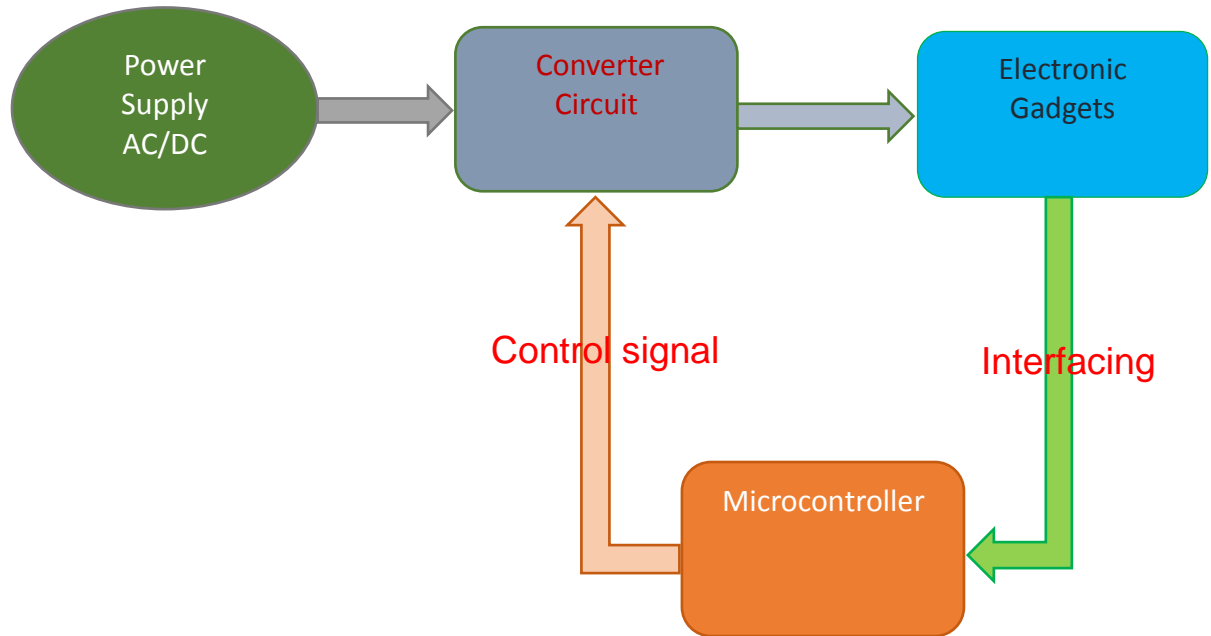 Power
Supply
AC/DC
Converter
Circuit
Electronic
Gadgets
Control signal
Interfacing
Microcontroller